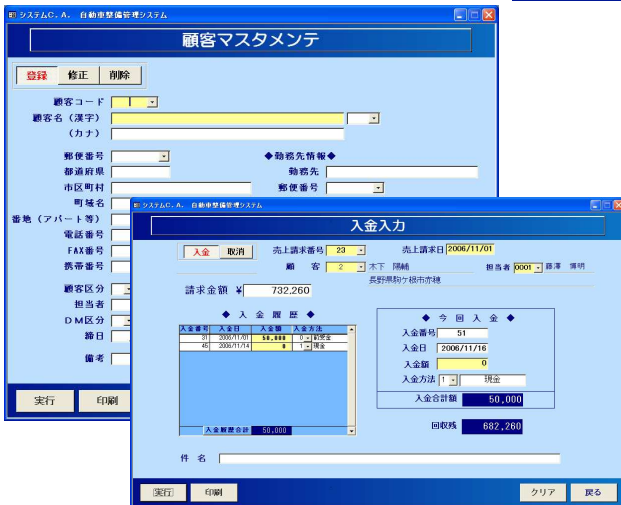 システムC．A． 自動車整備管理システム
顧客マスタメンテ
登録 修正 削除
顧客コード
顧客名（漢字）
（カナ）
郵便番号 ◆勤務先情報◆
都道府県 勤務先
市区町村 郵便番号
町域名
番地（アパート等）
電話番号
FAX番号
携帯番号
顧客区分
担当者
DM区分
締日
備考
実行 印刷
システムC．A． 自動車整備管理システム
入金入力
入金 取消 売上請求番号 23 売上請求日 2006/11/01
顧 客 2 木下 陽輔 担当者 0001 藤澤 博明
長野県駒ケ根市赤穂
請求金額 ¥ 732,260
◆ 入 金 履 歴 ◆
入金番号 入金日 入金額 入金方法
31 2006/11/01 50,000 0 前受金
45 2006/11/14 0 1 現金
入金履歴合計 50,000
◆ 今 回 入 金 ◆
入金番号 51
入金日 2006/11/16
入金額 0
入金方法 1 現金
入金合計額 50,000
回収残 682,260
件 名
実行 印刷 クリア 戻る